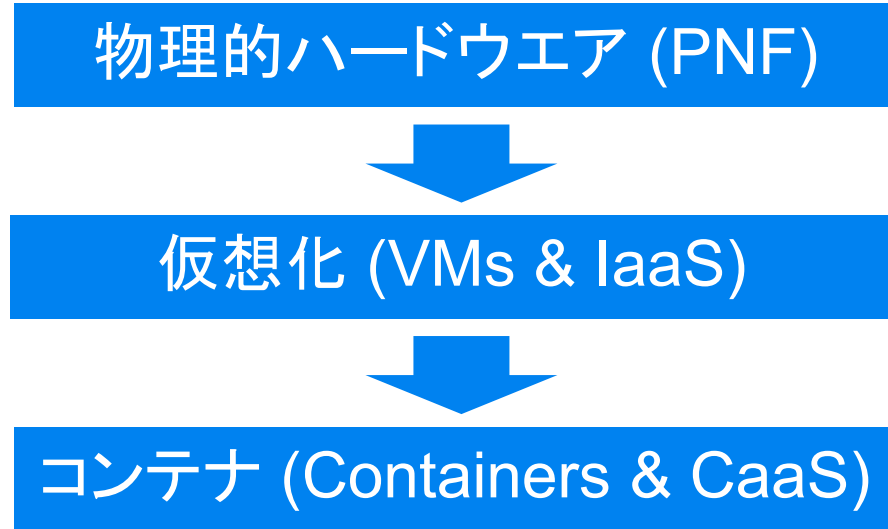 物理的ハードウエア (PNF)
仮想化 (VMs & IaaS)
コンテナ (Containers & CaaS)